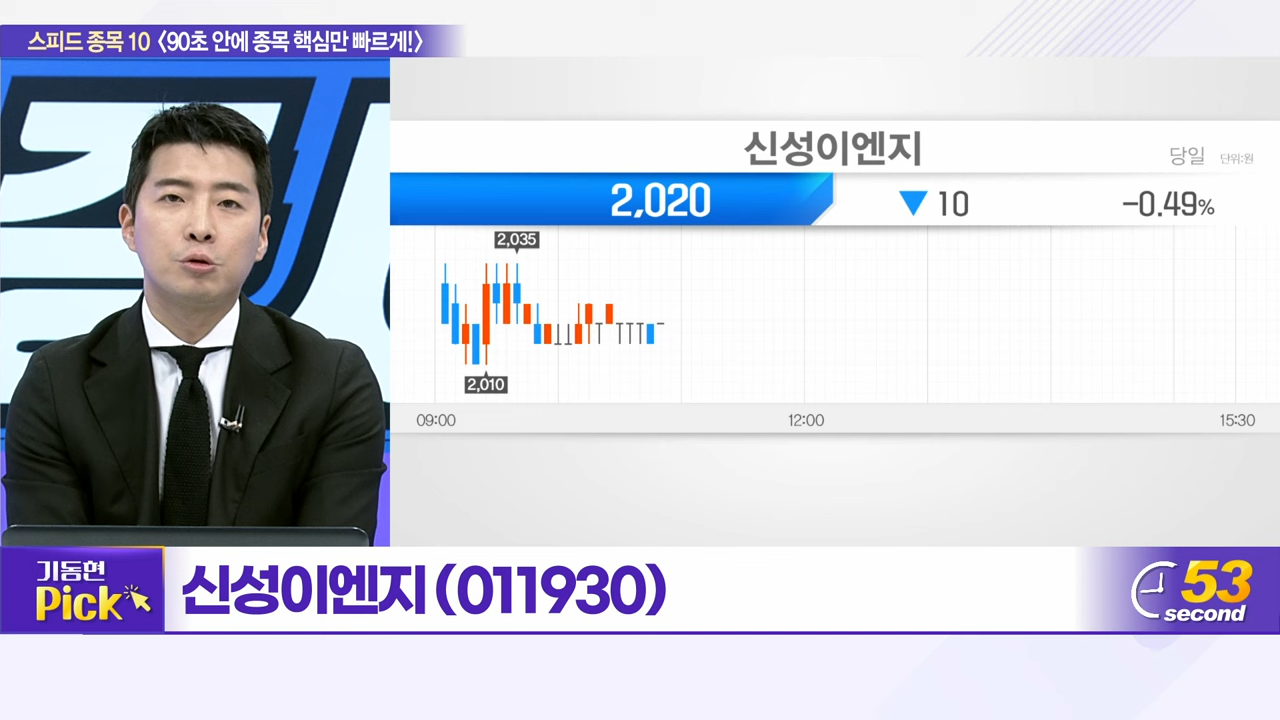 스피드 종목 10 〈90초 안에 종목 핵심만 빠르게!〉
신성이엔지
당일 단위:원
2,020 ▼ 10 -0.49%
2,035
2,010
09:00 12:00 15:30
기동현
Pick
신성이엔지(011930)
53
second